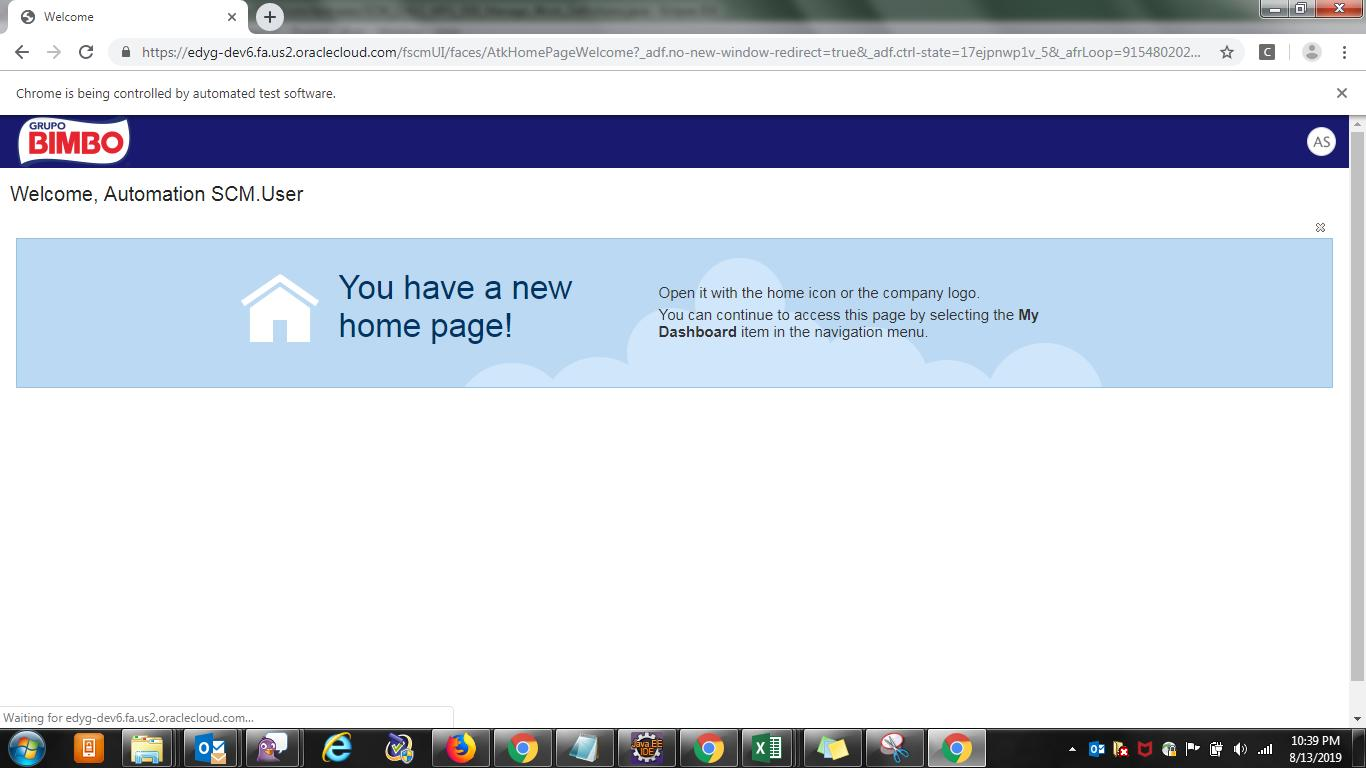 Welcome
https://edyg-dev6.fa.us2.oraclecloud.com/fscmUI/faces/AtkHomePageWelcome?_adf.no-new-window-redirect=true&_adf.ctrl-state=17ejpnwp1v_5&_afrLoop=915480202...
C
Chrome is being controlled by automated test software.
GRUPO
BIMBO
AS
Welcome, Automation SCM.User
You have a new
home page!
Open it with the home icon or the company logo.
You can continue to access this page by selecting the My
Dashboard item in the navigation menu.
Waiting for edyg-dev6.fa.us2.oraclecloud.com...
Java EE
IDE
10:39 PM
8/13/2019